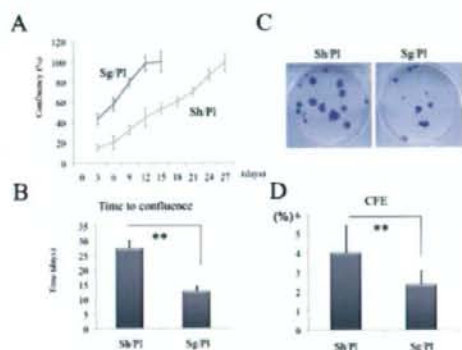 A
120
100
80
60
40
20
0
Confluency (%)
Sg/Pl
Sh/Pl
0 3 6 9 12 15 18 21 24 27 (days)
B
Time to confluence
35
30
25
20
15
10
5
0
Time (days)
**
Sh/Pl Sg/Pl
C
Sh/Pl Sg/Pl
D
CFE
(%)
6
5
4
3
2
1
0
**
Sh/Pl Sg/Pl